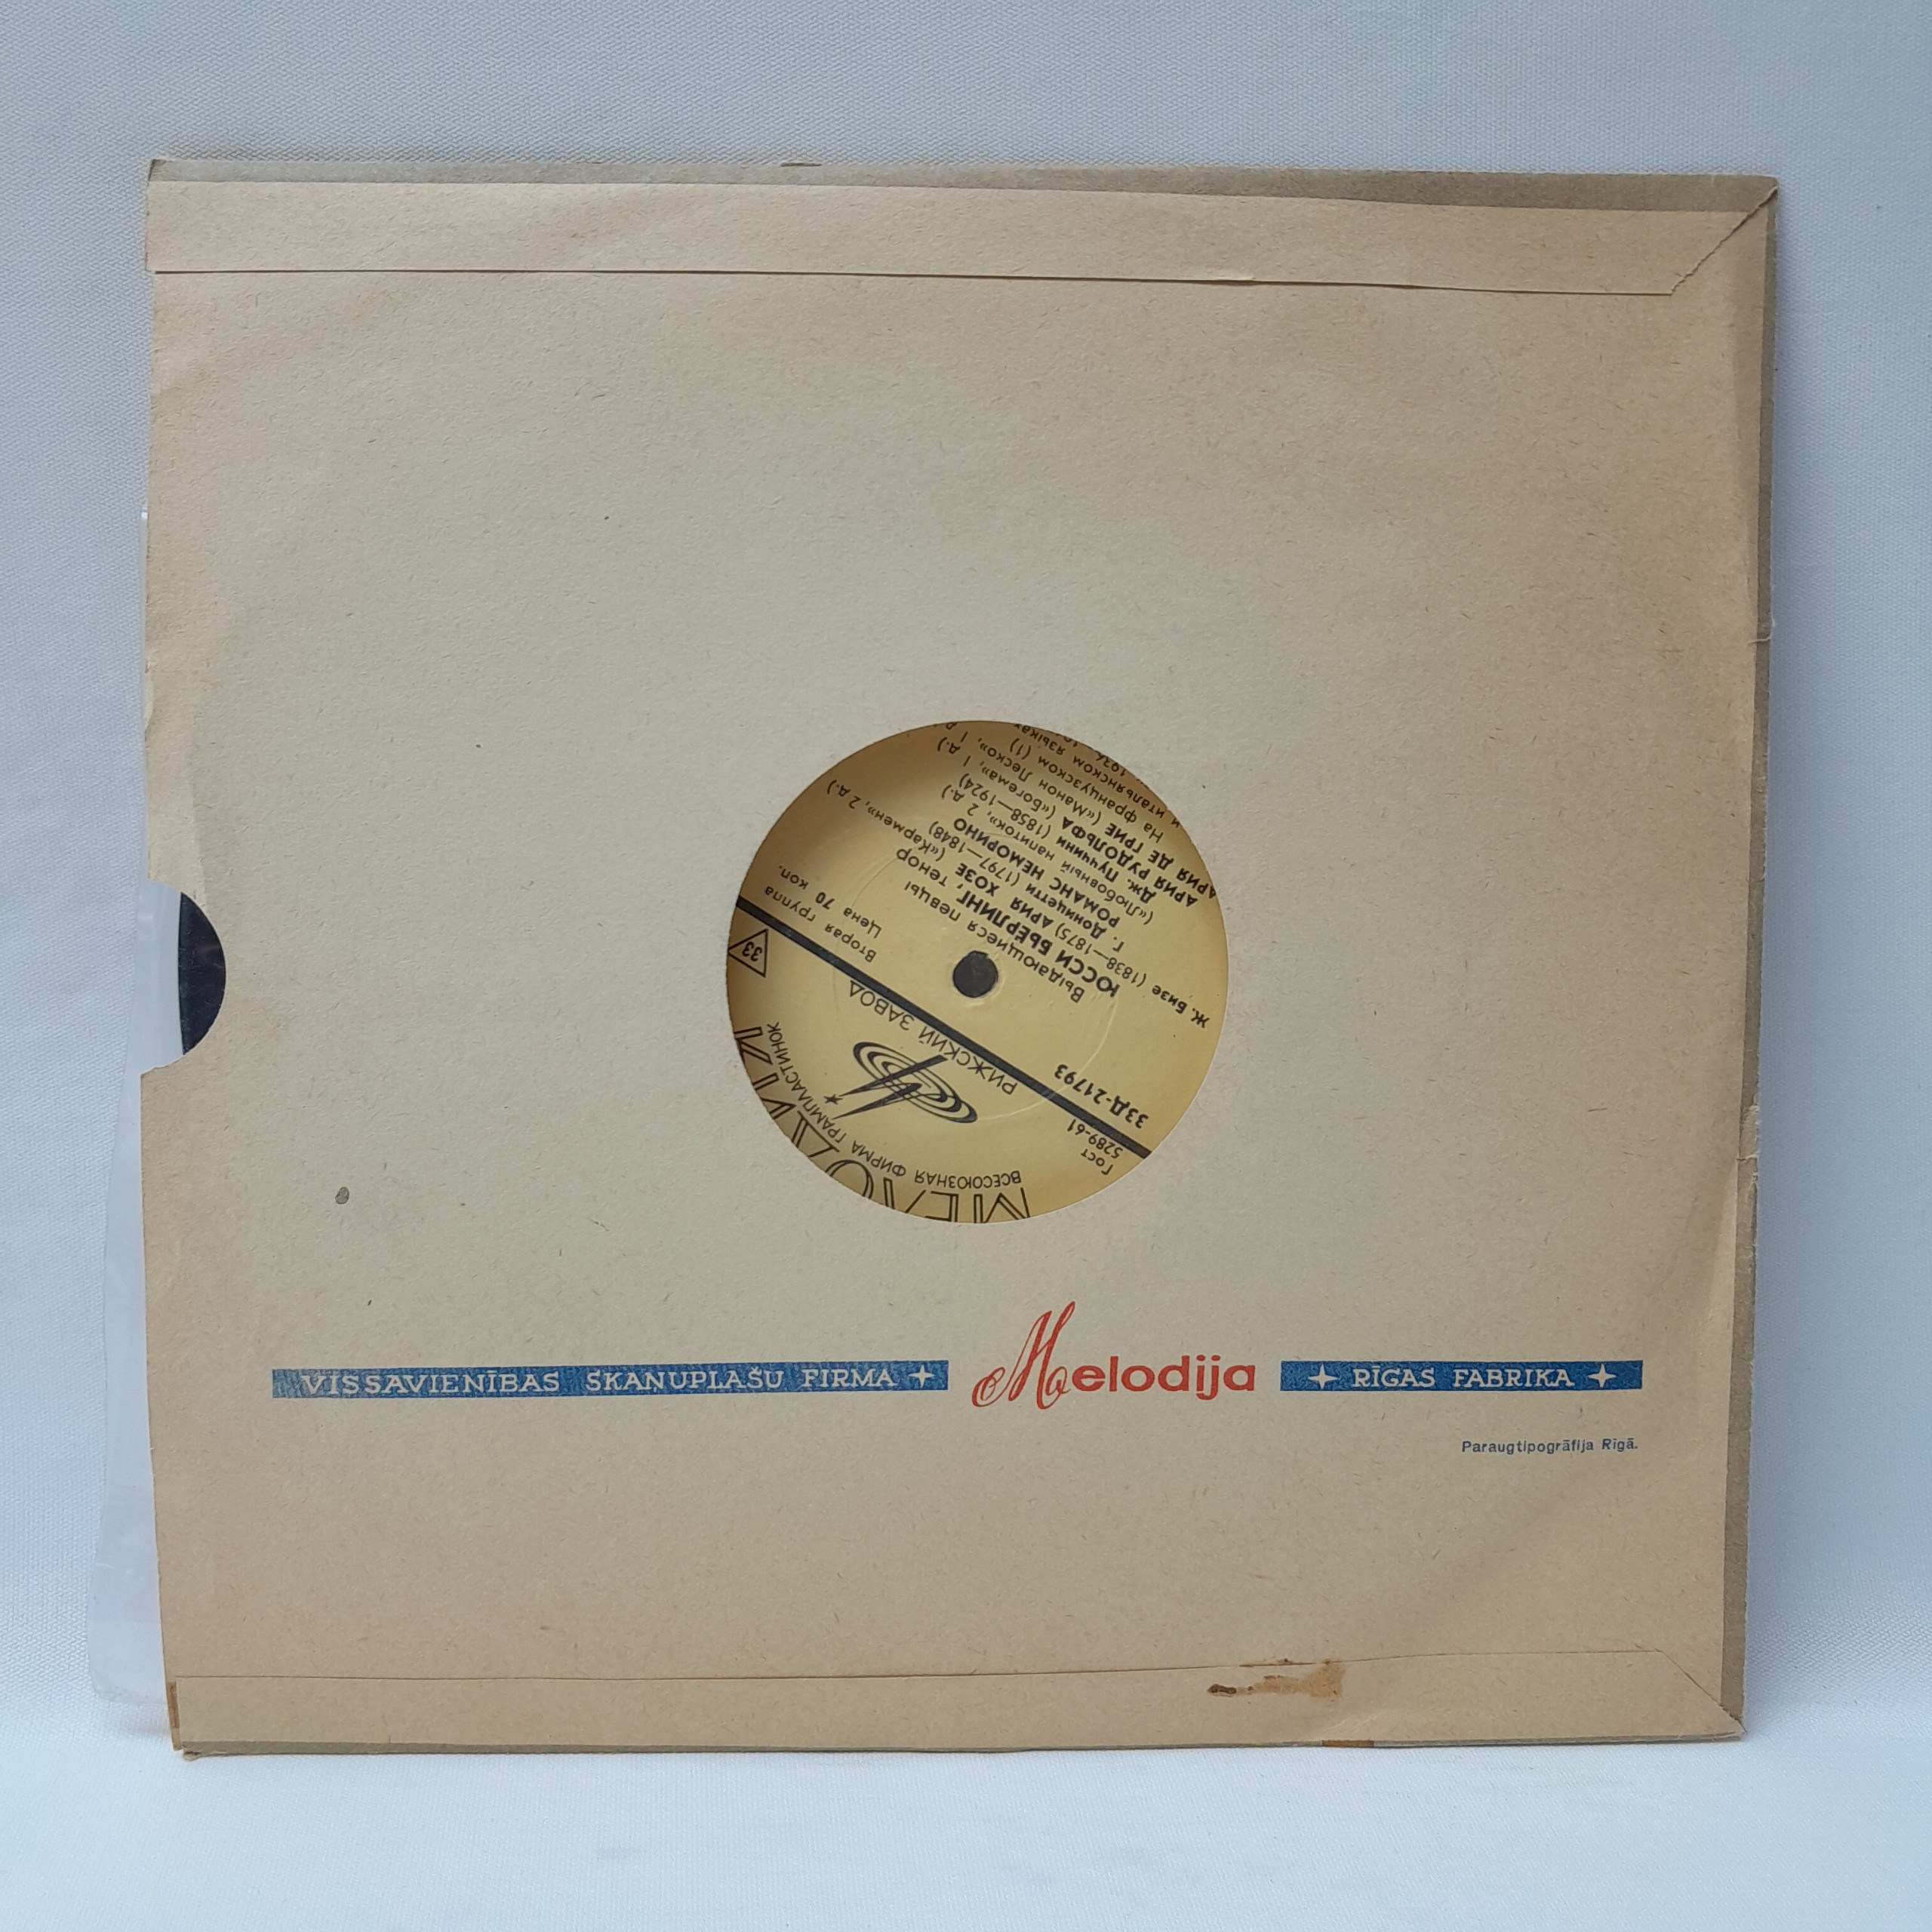 МЕЛОДИЯ
ВСЕСОЮЗНАЯ ФИРМА ГРАМПЛАСТИНОК
РИЖСКИЙ ЗАВОД
Гост
5289-61
33
33Д-21793
Вторая группа
Цена 70 коп.
Выдающиеся певцы
ЮССИ БЬЕРЛИНГ, тенор
Ж. Бизе (1838—1875) АРИЯ ХОЗЕ («Кармен», 2 д.)
Г. Доницетти (1797—1848)
РОМАНС НЕМОРИНО
(«Любовный напиток», 2 д.)
Дж. Пуччини (1858—1924)
АРИЯ РУДОЛЬФА («Богема», I д.)
АРИЯ ДЕ ГРИЕ («Манон Леско», I
На французском (1)
и итальянском языках
VISSAVIENĪBAS SKAŅUPLAŠU FIRMA Melodija RĪGAS FABRIKA
Paraugtipogrāfija Rīgā.